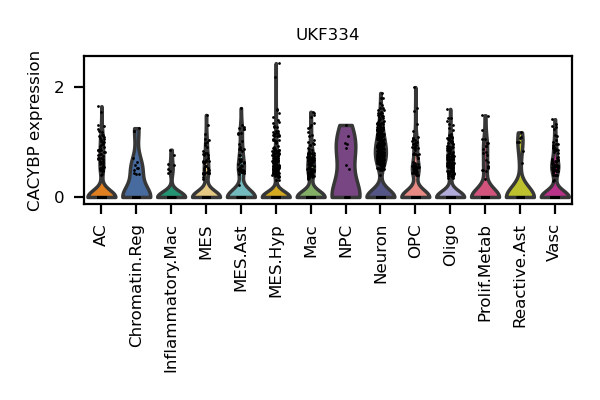 UKF334
CACYBP expression
2
0
AC
Chromatin.Reg
Inflammatory.Mac
MES
MES.Ast
MES.Hyp
Mac
NPC
Neuron
OPC
Oligo
Prolif.Metab
Reactive.Ast
Vasc